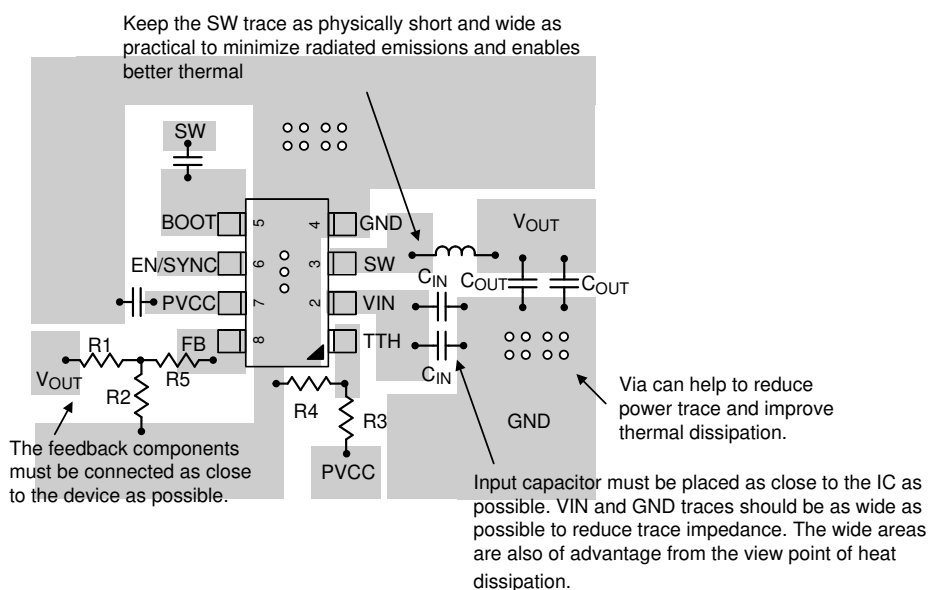 Keep the SW trace as physically short and wide as
practical to minimize radiated emissions and enables
better thermal
SW
BOOT
5
4
GND
VOUT
EN/SYNC
6
3
SW
CIN
COUT
COUT
PVCC
7
2
VIN
R1
FB
8
TTH
VOUT
R5
CIN
R2
R4
R3
GND
PVCC
Via can help to reduce
power trace and improve
thermal dissipation.
The feedback components
must be connected as close
to the device as possible.
Input capacitor must be placed as close to the IC as
possible. VIN and GND traces should be as wide as
possible to reduce trace impedance. The wide areas
are also of advantage from the view point of heat
dissipation.